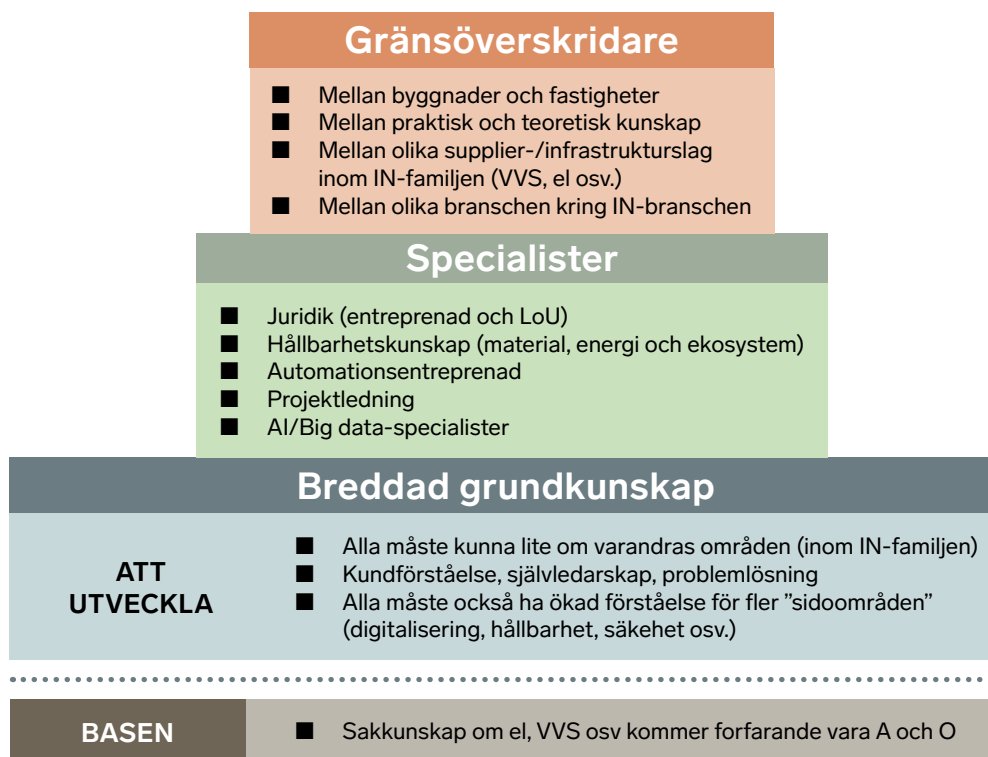 Gränsöverskridare
■ Mellan byggnader och fastigheter
■ Mellan praktisk och teoretisk kunskap
■ Mellan olika supplier-/infrastrukturslag
inom IN-familjen (VVS, el osv.)
■ Mellan olika branschen kring IN-branschen
Specialister
■ Juridik (entreprenad och LoU)
■ Hållbarhetskunskap (material, energi och ekosystem)
■ Automationsentreprenad
■ Projektledning
■ AI/Big data-specialister
Breddad grundkunskap
ATT
UTVECKLA
■ Alla måste kunna lite om varandras områden (inom IN-familjen)
■ Kundförståelse, självledarskap, problemlösning
■ Alla måste också ha ökad förståelse för fler ”sidoområden”
(digitalisering, hållbarhet, säkehet osv.)
BASEN
■ Sakkunskap om el, VVS osv kommer forfarande vara A och O